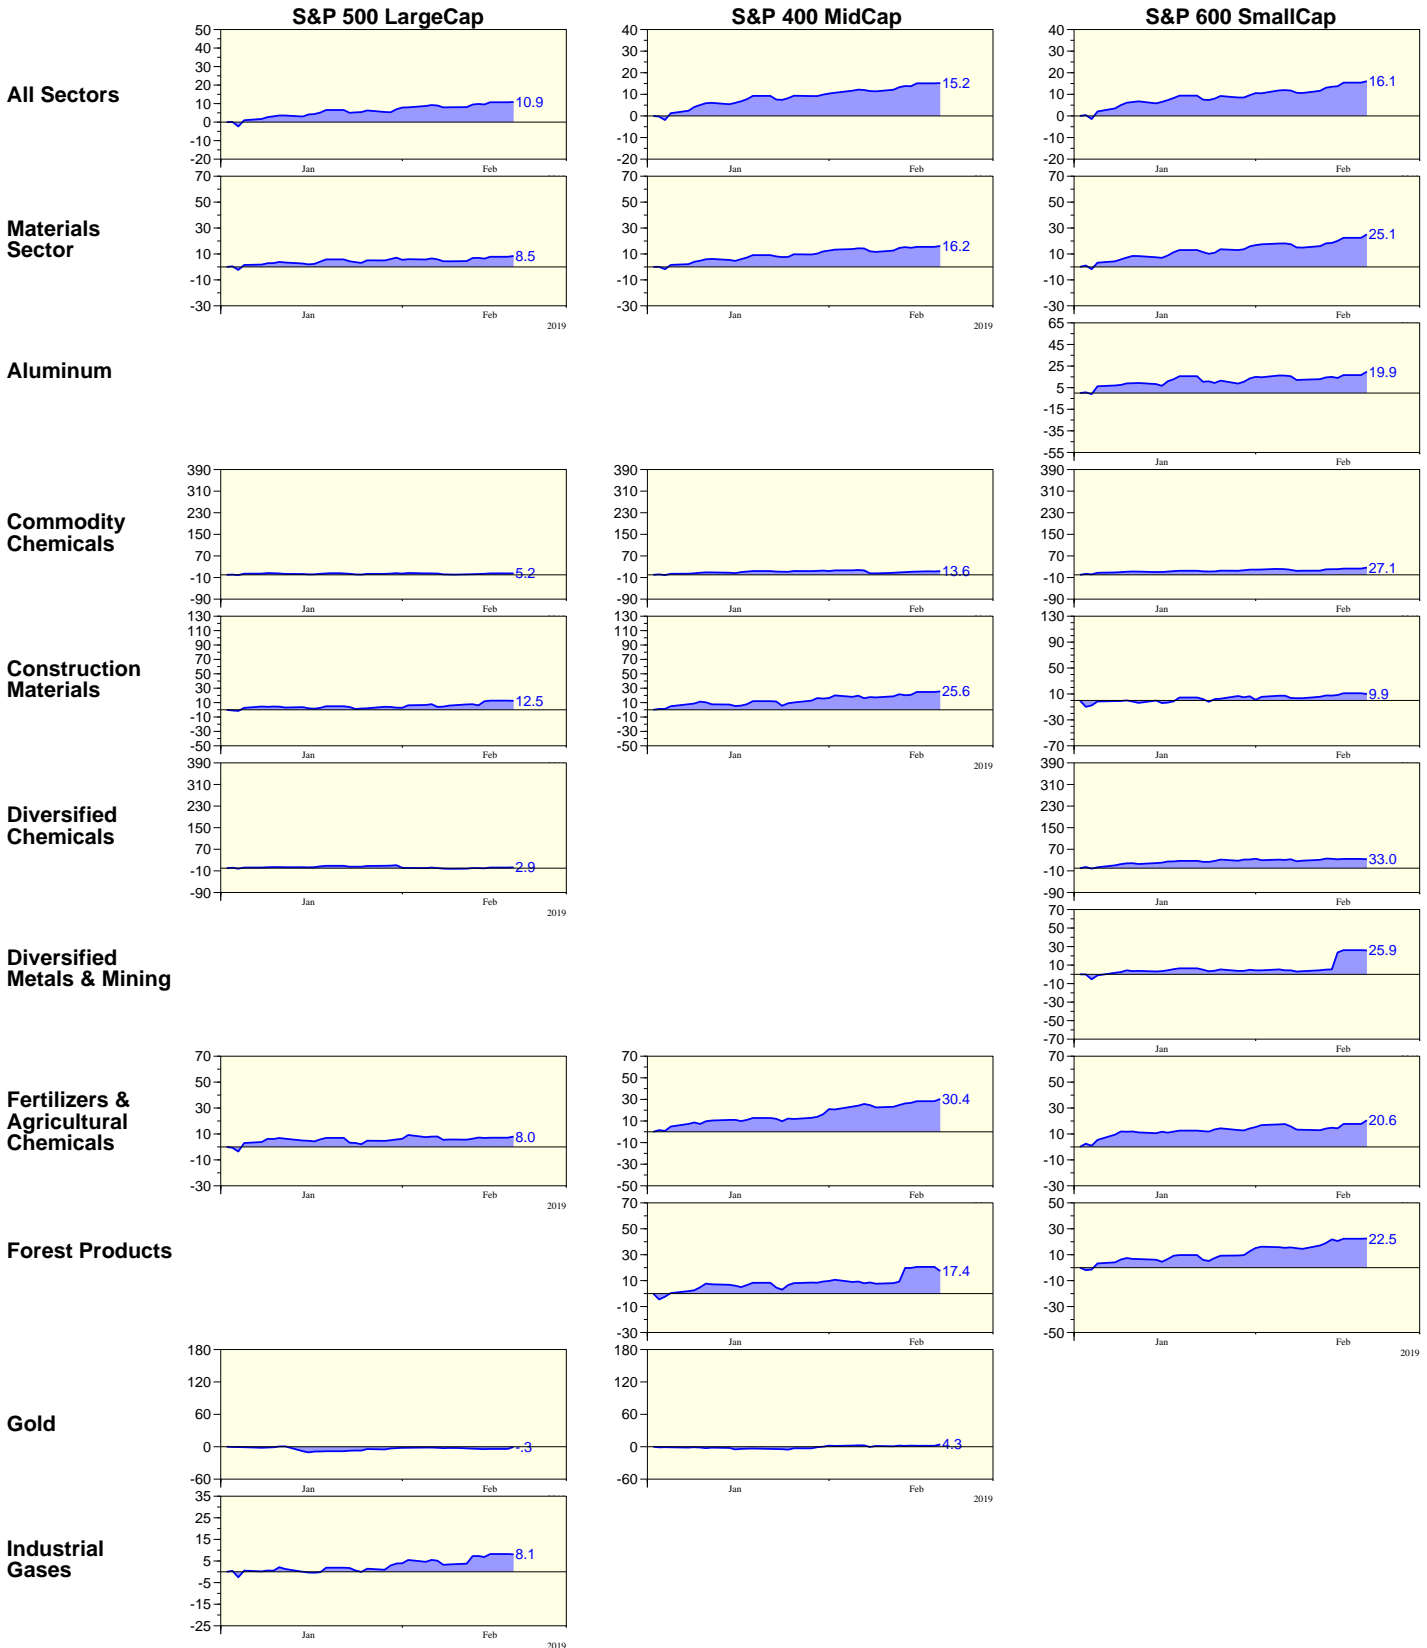 S&P 500 LargeCap S&P 400 MidCap S&P 600 SmallCap
All Sectors
50 40 30 20 10 0 -10 -20 10.9 Jan Feb
40 30 20 10 0 -10 -20 15.2 Jan Feb
40 30 20 10 0 -10 -20 16.1 Jan Feb
Materials
Sector
70 50 30 10 -10 -30 8.5 Jan Feb 2019
70 50 30 10 -10 -30 16.2 Jan Feb 2019
70 50 30 10 -10 -30 25.1 Jan Feb
Aluminum
65 45 25 5 -15 -35 -55 19.9 Jan Feb
Commodity
Chemicals
390 310 230 150 70 -10 -90 5.2 Jan Feb
390 310 230 150 70 -10 -90 13.6 Jan Feb
390 310 230 150 70 -10 -90 27.1 Jan Feb
Construction
Materials
130 110 90 70 50 30 10 -10 -30 -50 12.5 Jan Feb
130 110 90 70 50 30 10 -10 -30 -50 25.6 Jan Feb 2019
130 90 50 10 -30 -70 9.9 Jan Feb
Diversified
Chemicals
390 310 230 150 70 -10 -90 2.9 Jan Feb 2019
390 310 230 150 70 -10 -90 33.0 Jan Feb
Diversified
Metals & Mining
70 50 30 10 -10 -30 -50 -70 25.9 Jan Feb
Fertilizers &
Agricultural
Chemicals
70 50 30 10 -10 -30 8.0 Jan Feb 2019
70 50 30 10 -10 -30 -50 30.4 Jan Feb
70 50 30 10 -10 -30 20.6 Jan Feb
Forest Products
70 50 30 10 -10 -30 17.4 Jan Feb
50 30 10 -10 -30 -50 22.5 Jan Feb 2019
Gold
180 120 60 0 -60 -.3 Jan Feb
180 120 60 0 -60 4.3 Jan Feb 2019
Industrial
Gases
35 25 15 5 -5 -15 -25 8.1 Jan Feb 2019